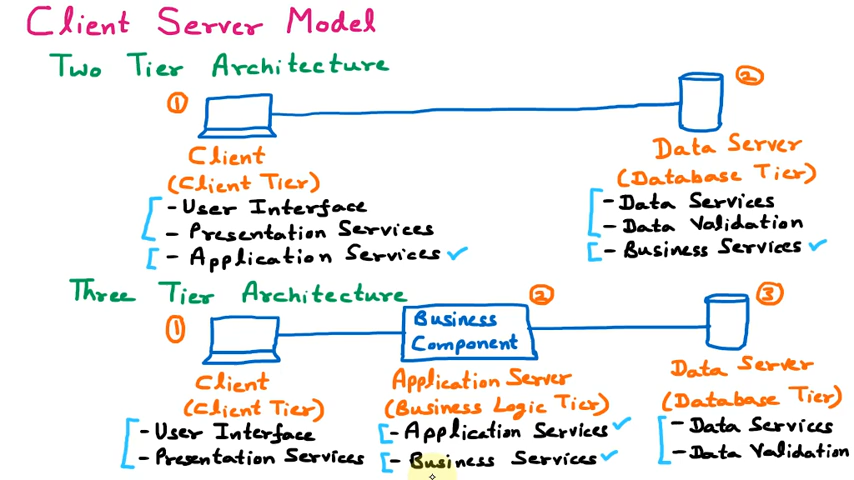 Client Server Model
Two Tier Architecture
① ②
Client
(Client Tier)
- User Interface
- Presentation Services
- Application Services ✓
Data Server
(Database Tier)
- Data Services
- Data Validation
- Business Services ✓
Three Tier Architecture
① ② ③
Business
Component
Client
(Client Tier)
- User Interface
- Presentation Services
Application Server
(Business Logic Tier)
- Application Services ✓
- Business Services ✓
Data Server
(Database Tier)
- Data Services
- Data Validation